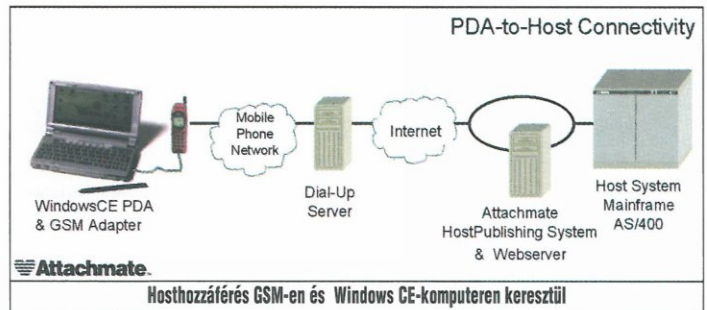 PDA-to-Host Connectivity
Mobile
Phone
Network
Internet
WindowsCE PDA
& GSM Adapter
Dial-Up
Server
Attachmate
HostPublishing System
& Webserver
Host System
Mainframe
AS/400
Attachmate.
Hosthozzáférés GSM-en és Windows CE-komputeren keresztül